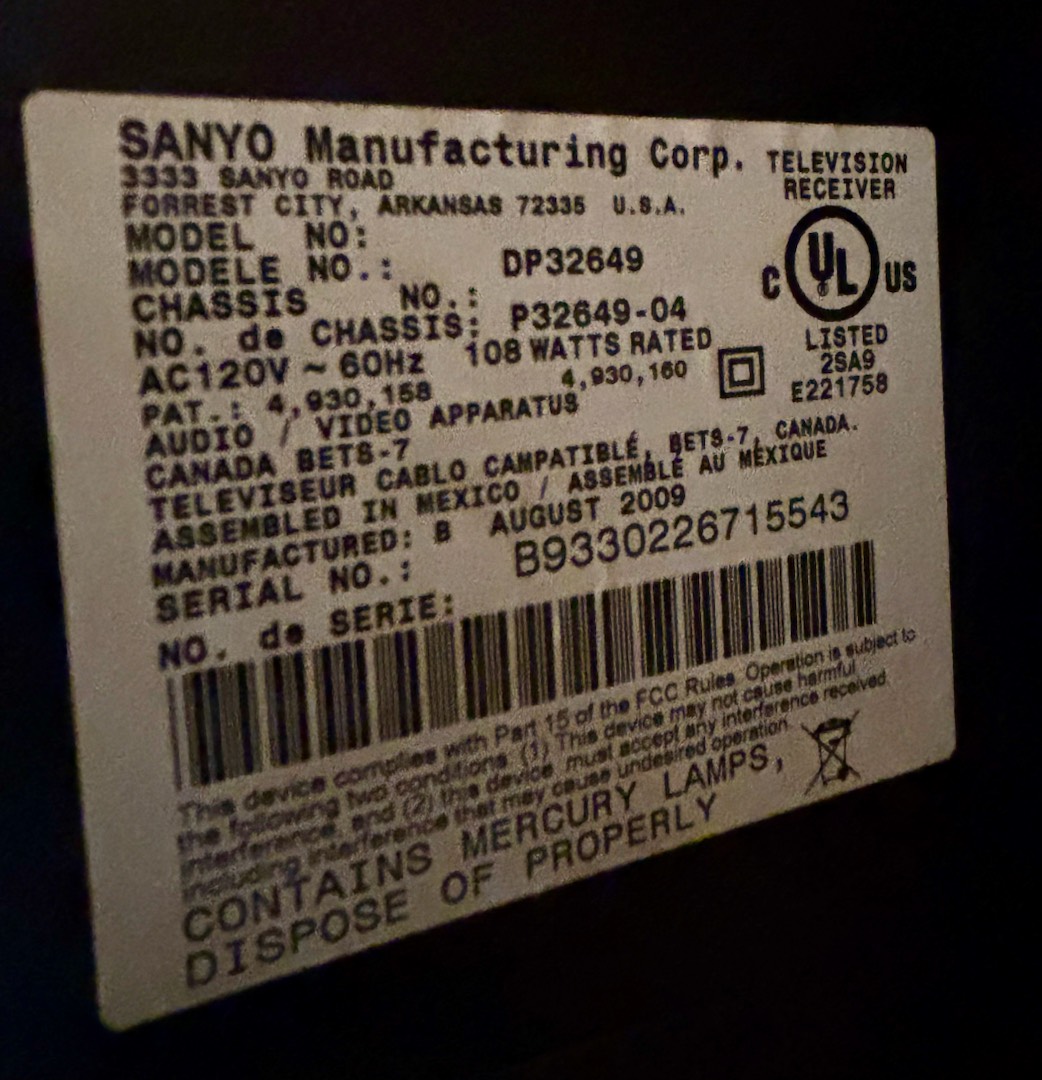 SANYO Manufacturing Corp.
3333 SANYO ROAD
FORREST CITY, ARKANSAS 72335 U.S.A.
TELEVISION
RECEIVER
MODEL NO:
MODELE NO.: DP32649
CHASSIS NO.:
NO. de CHASSIS: P32649-04
C UL US
LISTED
2SA9
E221758
AC120V ~ 60Hz 108 WATTS RATED
PAT.: 4,930,158 4,930,160
AUDIO / VIDEO APPARATUS
CANADA BETS-7
TELEVISEUR CABLO CAMPATIBLÉ, BETS-7, CANADA.
ASSEMBLED IN MEXICO / ASSEMBLÉ AU MEXIQUE
MANUFACTURED: B AUGUST 2009
SERIAL NO.: B9330226715543
NO. de SERIE:
This device complies with Part 15 of the FCC Rules. Operation is subject to
the following two conditions. (1) This device may not cause harmful
interference, and (2) this device must accept any interference received
including interference that may cause undesired operation.
CONTAINS MERCURY LAMPS,
DISPOSE OF PROPERLY